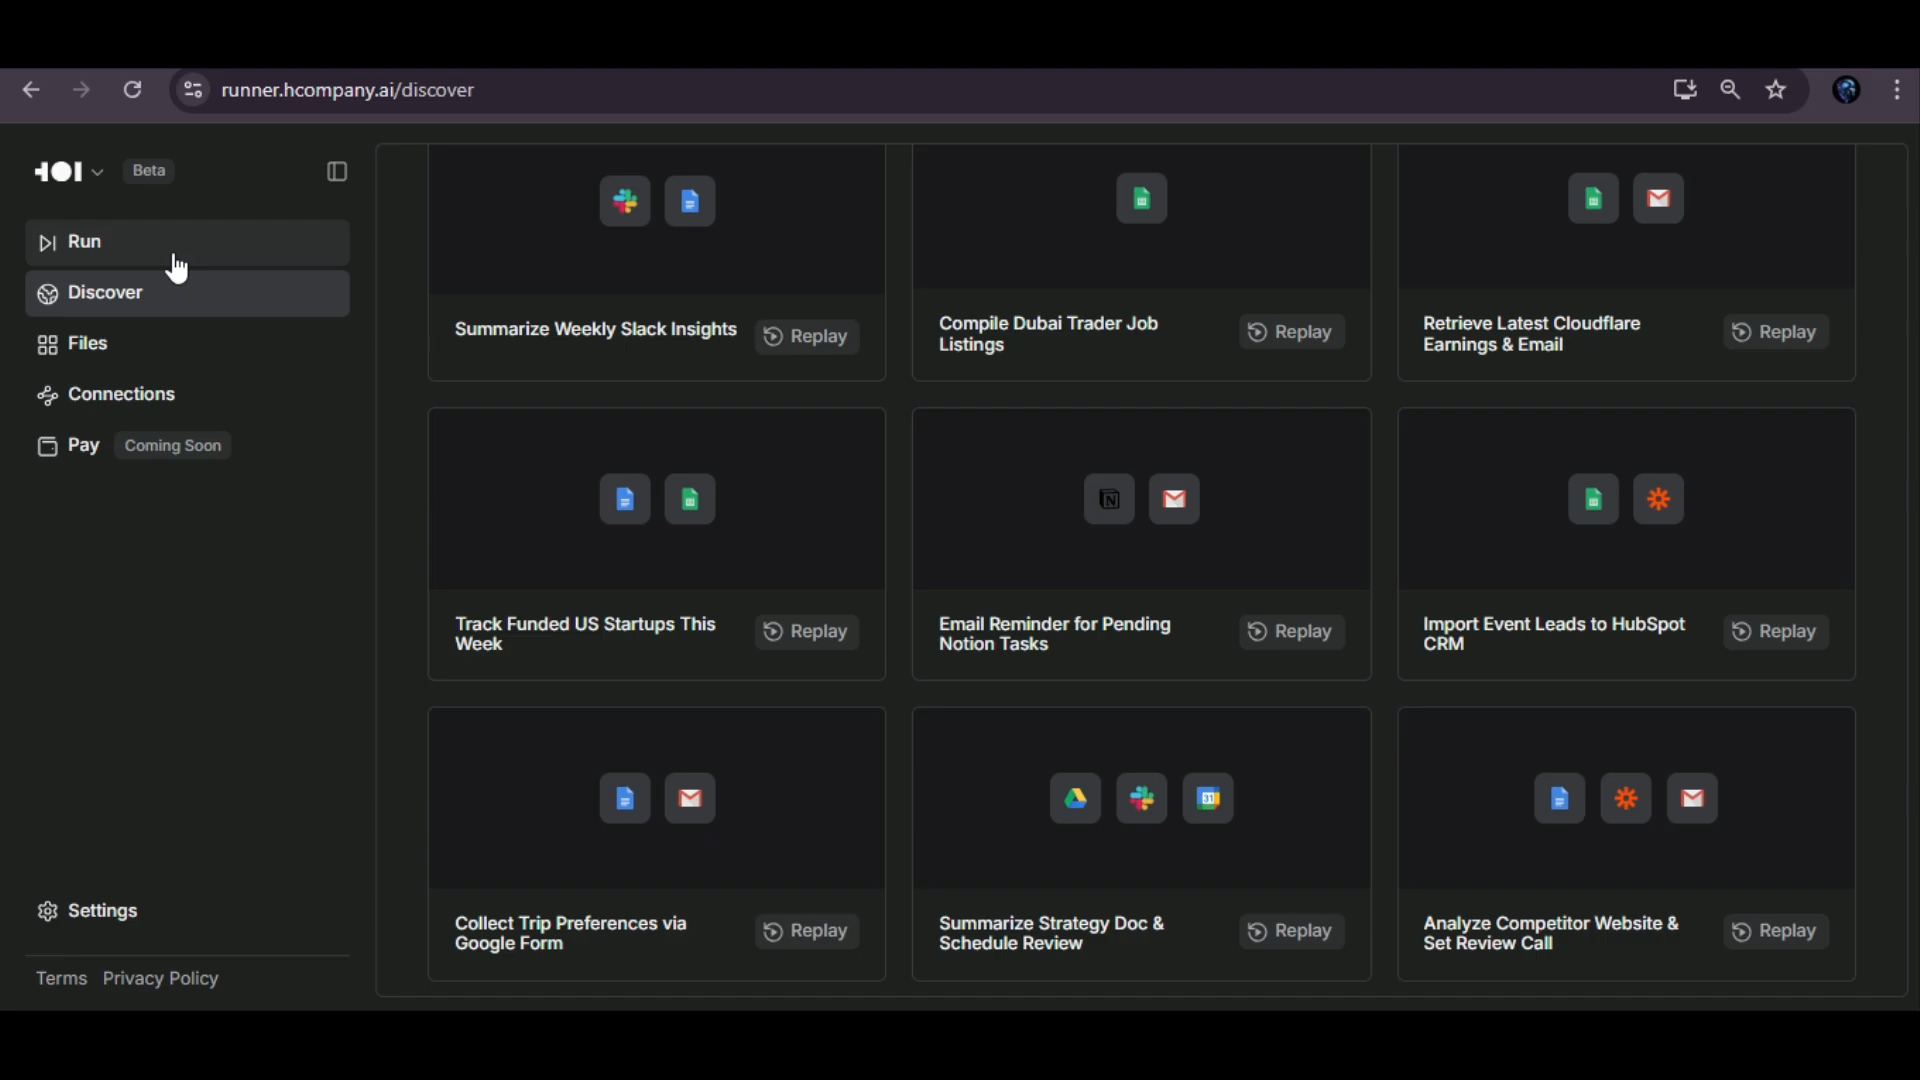 runner.hcompany.ai/discover
Beta
Run
Discover
Files
Connections
Pay Coming Soon
Settings
Terms Privacy Policy
Summarize Weekly Slack Insights
Replay
Compile Dubai Trader Job
Listings
Replay
Retrieve Latest Cloudflare
Earnings & Email
Replay
Track Funded US Startups This
Week
Replay
Email Reminder for Pending
Notion Tasks
Replay
Import Event Leads to HubSpot
CRM
Replay
31
Collect Trip Preferences via
Google Form
Replay
Summarize Strategy Doc &
Schedule Review
Replay
Analyze Competitor Website &
Set Review Call
Replay